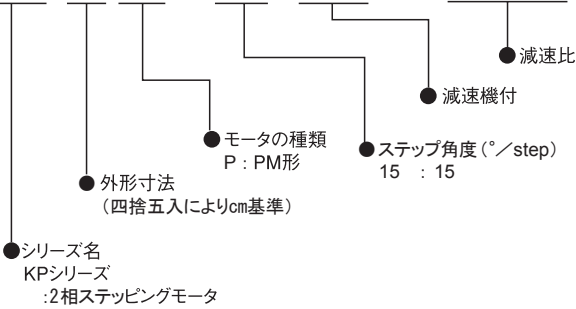 ●減速比
●減速機付
●モータの種類
P：PM形
●ステップ角度（°／step）
15　：15
●外形寸法
（四捨五入によりcm基準）
●シリーズ名
KPシリーズ
：2相ステッピングモータ